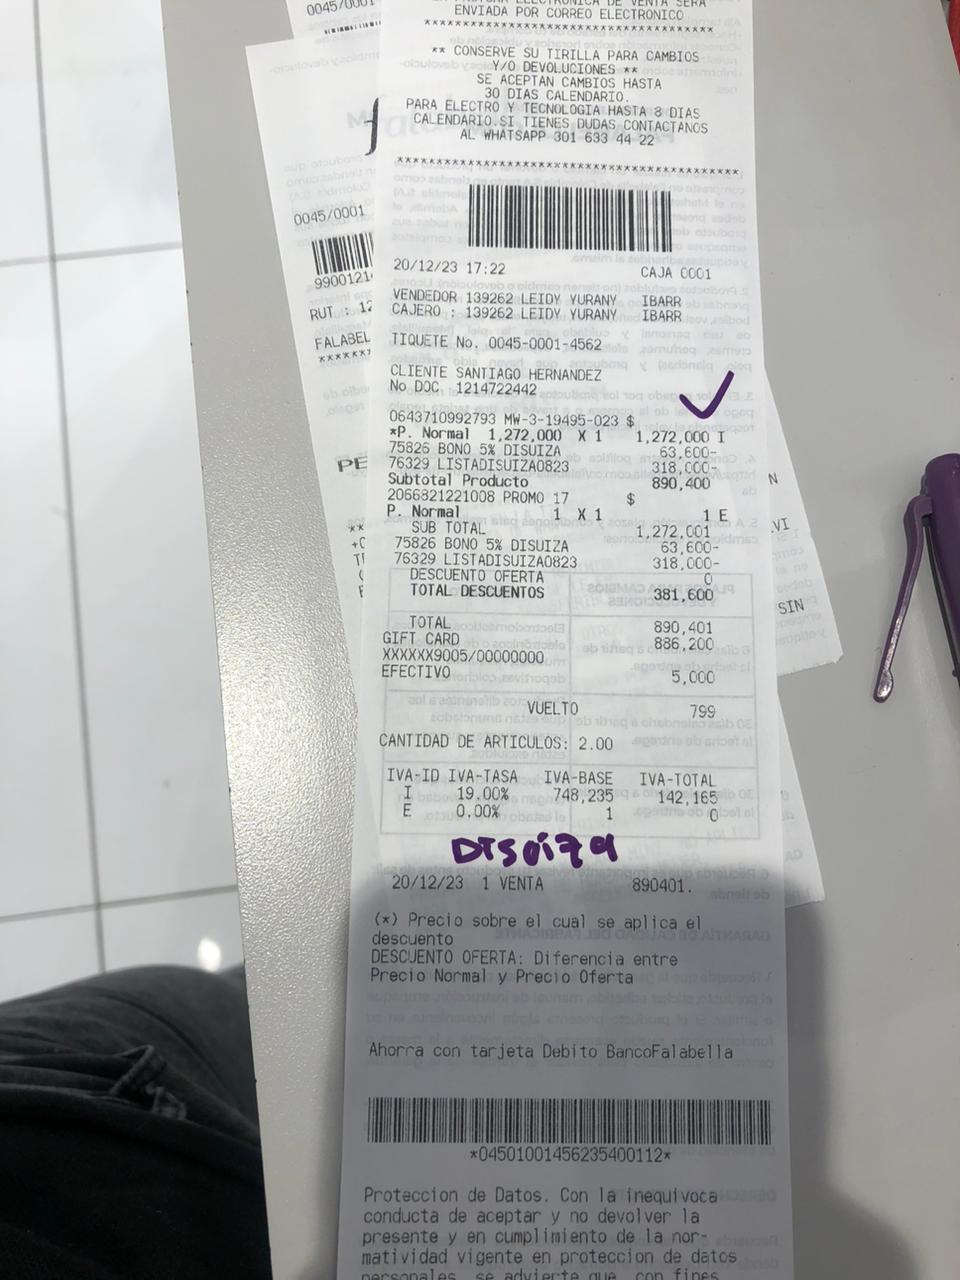 ENVIADA POR CORREO ELECTRONICO
****************************************
** CONSERVE SU TIRILLA PARA CAMBIOS
Y/O DEVOLUCIONES **
SE ACEPTAN CAMBIOS HASTA
30 DIAS CALENDARIO.
PARA ELECTRO Y TECNOLOGIA HASTA 8 DIAS
CALENDARIO.SI TIENES DUDAS CONTACTANOS
AL WHATSAPP 301 633 44 22
****************************************
20/12/23 17:22 CAJA 0001
VENDEDOR 139262 LEIDY YURANY IBARR
CAJERO : 139262 LEIDY YURANY IBARR
TIQUETE No. 0045-0001-4562
CLIENTE SANTIAGO HERNANDEZ
No DOC 1214722442
0643710992793 MW-3-19495-023 $
*P. Normal 1,272,000 X 1 1,272,000 I
75826 BONO 5% DISUIZA 63,600-
76329 LISTADISUIZA0823 318,000-
Subtotal Producto 890,400
2066821221008 PROMO 17 $
P. Normal 1 X 1 1 E
SUB TOTAL 1,272,001
75826 BONO 5% DISUIZA 63,600-
76329 LISTADISUIZA0823 318,000-
DESCUENTO OFERTA 0
TOTAL DESCUENTOS 381,600
TOTAL 890,401
GIFT CARD 886,200
XXXXXX9005/00000000
EFECTIVO 5,000
VUELTO 799
CANTIDAD DE ARTICULOS: 2.00
IVA-ID IVA-TASA IVA-BASE IVA-TOTAL
I 19.00% 748,235 142,165
E 0.00% 1 0
20/12/23 1 VENTA 890401.
(*) Precio sobre el cual se aplica el
descuento
DESCUENTO OFERTA: Diferencia entre
Precio Normal y Precio Oferta
Ahorra con tarjeta Debito BancoFalabella
*04501001456235400112*
Proteccion de Datos. Con la inequivoca
conducta de aceptar y no devolver la
presente y en cumplimiento de la nor-
matividad vigente en proteccion de datos
personales, se advierte que, con fines
0045/0001
0045/0001
RUT :
SIN